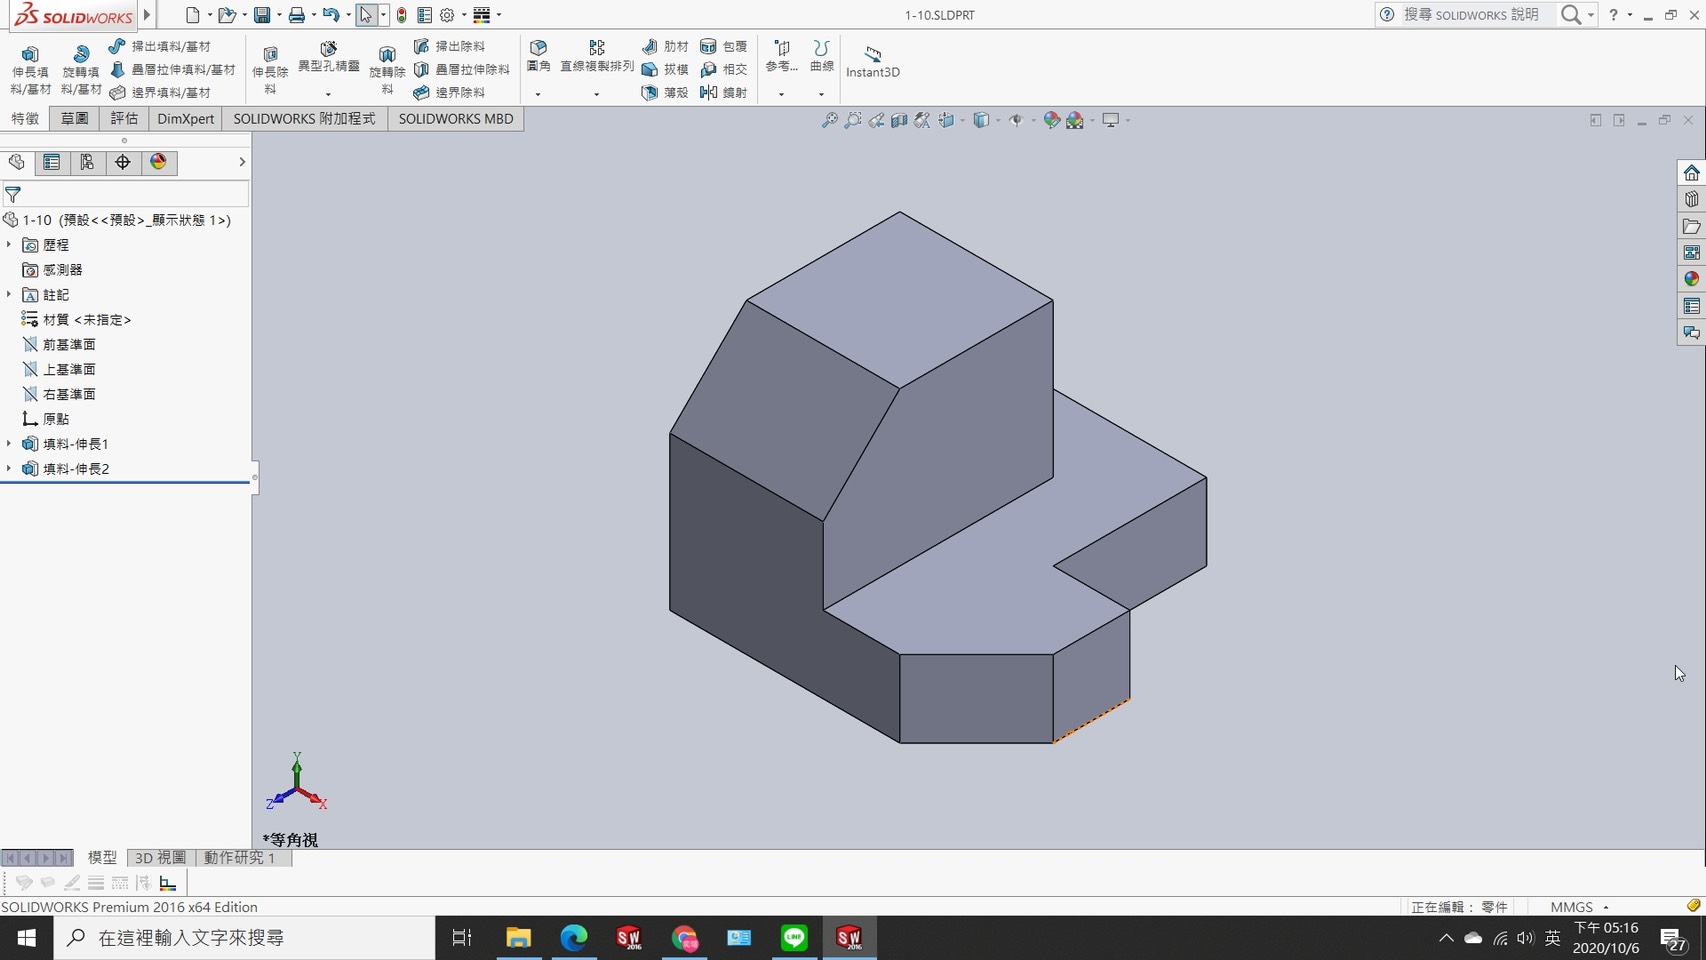 SOLIDWORKS
1-10.SLDPRT
搜尋 SOLIDWORKS 說明
伸長填料/基材
旋轉填料/基材
掃出填料/基材
疊層拉伸填料/基材
邊界填料/基材
伸長除料
異型孔精靈
旋轉除料
掃出除料
疊層拉伸除料
邊界除料
圓角
直線複製排列
肋材
拔模
薄殼
包覆
相交
鏡射
參考...
曲線
Instant3D
特徵
草圖
評估
DimXpert
SOLIDWORKS 附加程式
SOLIDWORKS MBD
1-10 (預設<<預設>_顯示狀態 1>)
歷程
感測器
註記
材質 <未指定>
前基準面
上基準面
右基準面
原點
填料-伸長1
填料-伸長2
Y
Z
X
*等角視
模型
3D 視圖
動作研究 1
SOLIDWORKS Premium 2016 x64 Edition
正在編輯： 零件
MMGS
在這裡輸入文字來搜尋
SW
2016
LINE
SW
2016
英
下午 05:16
2020/10/6
27